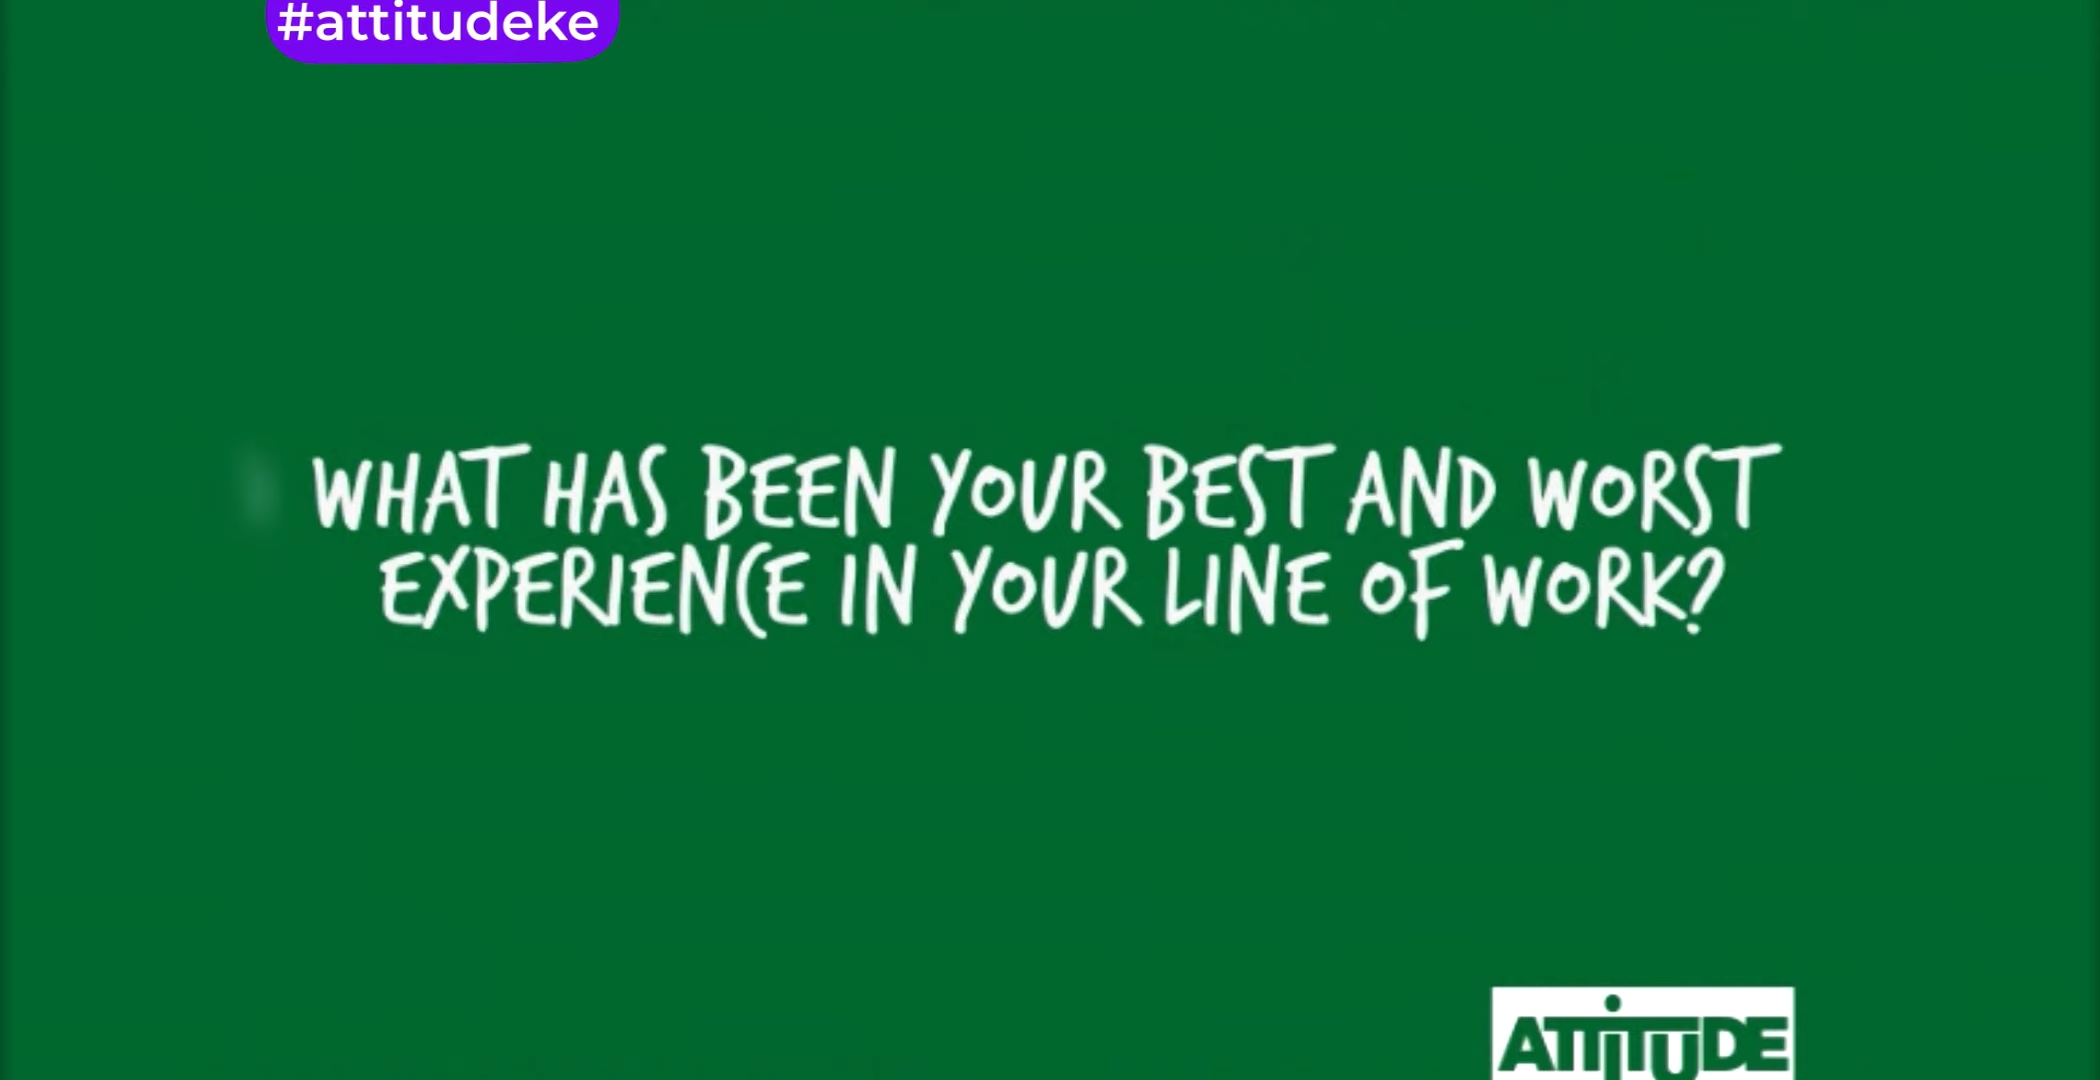 #attitudeke
WHAT HAS BEEN YOUR BEST AND WORST
EXPERIENCE IN YOUR LINE OF WORK?
ATTiTUDE